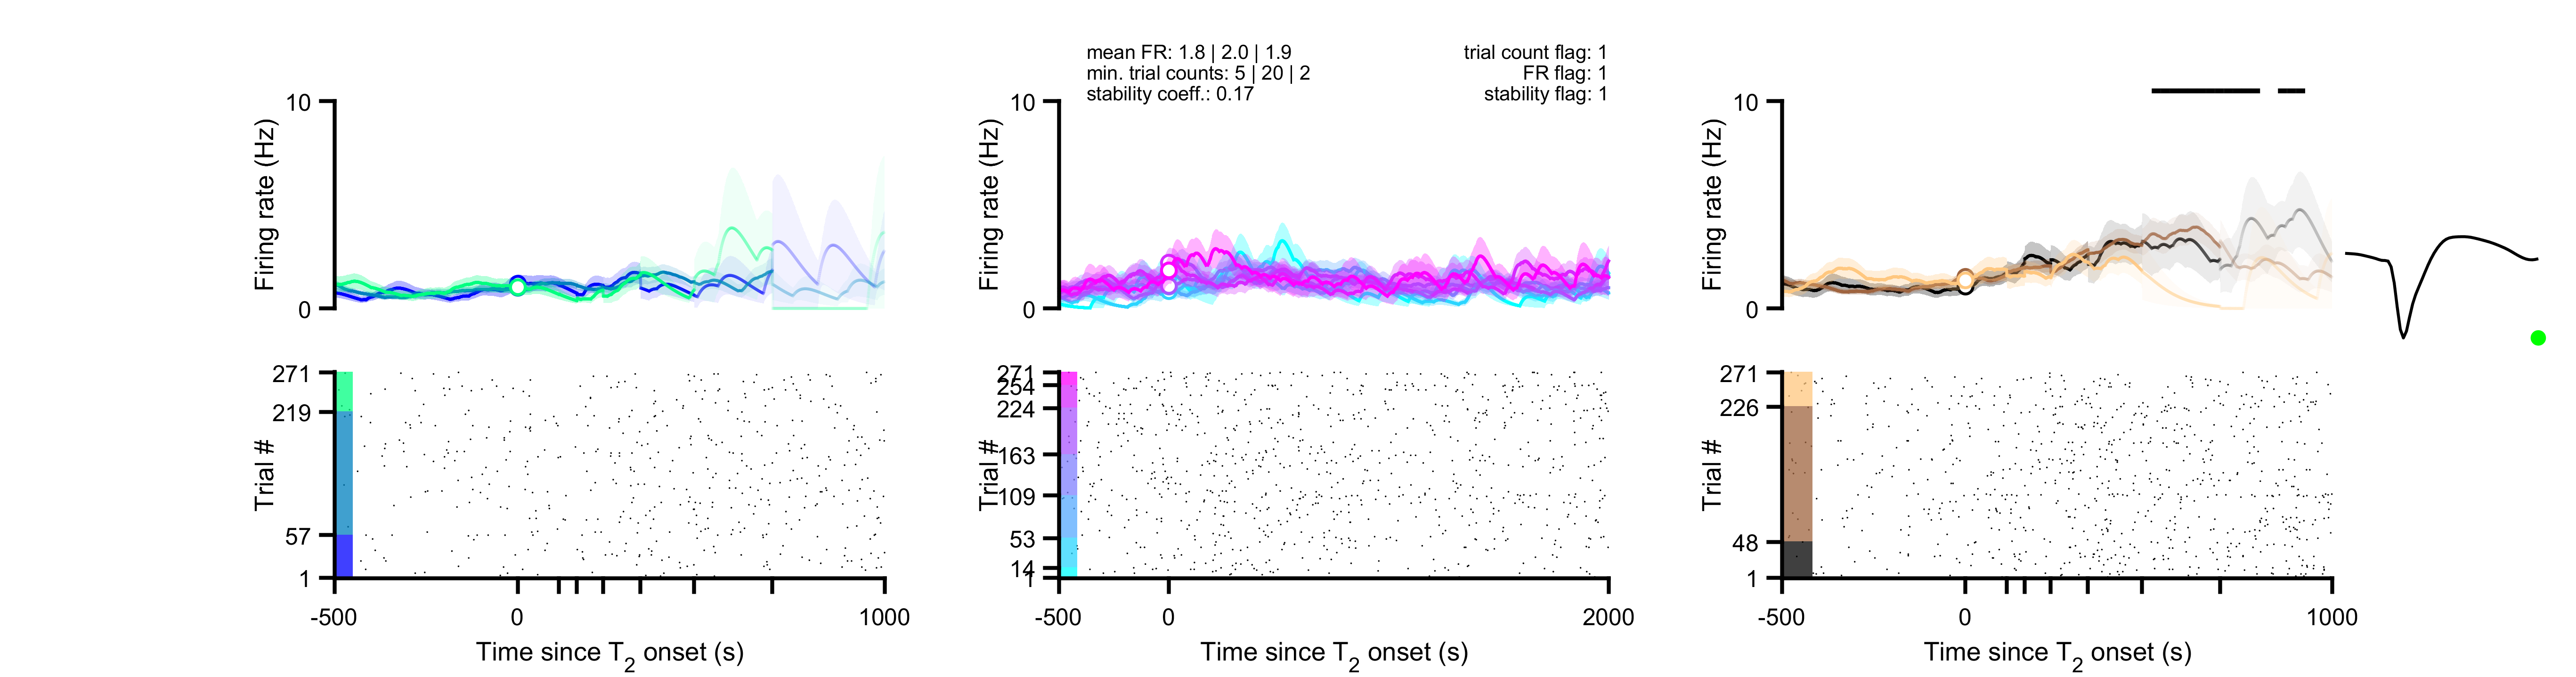 mean FR: 1.8 | 2.0 | 1.9
min. trial counts: 5 | 20 | 2
stability coeff.: 0.17
trial count flag: 1
FR flag: 1
stability flag: 1
10
0
Firing rate (Hz)
10
0
Firing rate (Hz)
10
0
Firing rate (Hz)
271
219
57
1
Trial #
-500
0
1000
Time since T2 onset (s)
271
254
224
163
109
53
14
1
Trial #
-500
0
2000
Time since T2 onset (s)
271
226
48
1
Trial #
-500
0
1000
Time since T2 onset (s)